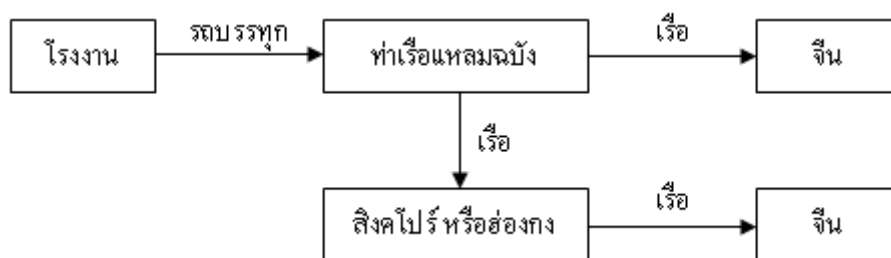 รถบรรทุก
เรือ
โรงงาน
ท่าเรือแหลมฉบัง
จีน
เรือ
เรือ
สิงคโปร์ หรือฮ่องกง
จีน